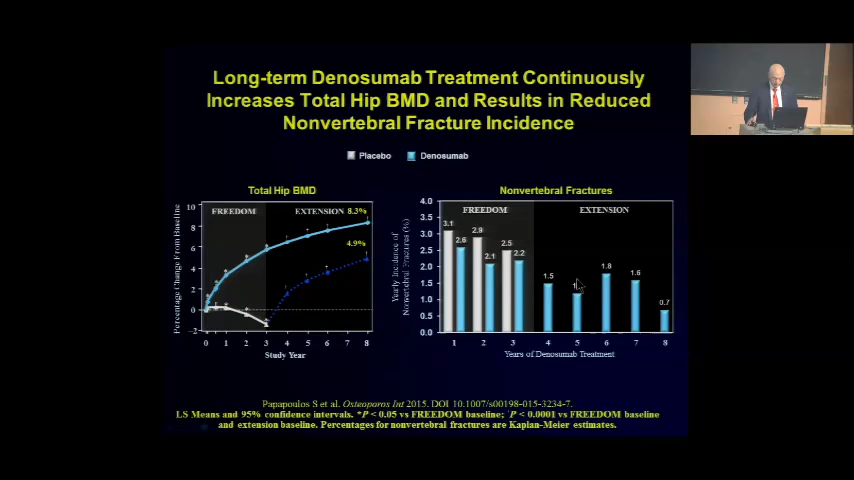 Long-term Denosumab Treatment Continuously
Increases Total Hip BMD and Results in Reduced
Nonvertebral Fracture Incidence
Placebo Denosumab
Total Hip BMD
Percentage Change From Baseline
10
8
6
4
2
0
−2
FREEDOM EXTENSION 8.3%
4.9%
0 1 2 3 4 5 6 7 8
Study Year
Nonvertebral Fractures
Yearly Incidence of
Nonvertebral Fractures (%)
4.0
3.5
3.0
2.5
2.0
1.5
1.0
0.5
0.0
FREEDOM EXTENSION
3.1 2.6 2.9 2.1 2.5 2.2 1.5 1.8 1.6 0.7
1 2 3 4 5 6 7 8
Years of Denosumab Treatment
Papapoulos S et al. Osteoporos Int 2015. DOI 10.1007/s00198-015-3234-7.
LS Means and 95% confidence intervals. *P < 0.05 vs FREEDOM baseline; P < 0.0001 vs FREEDOM baseline
and extension baseline. Percentages for nonvertebral fractures are Kaplan-Meier estimates.